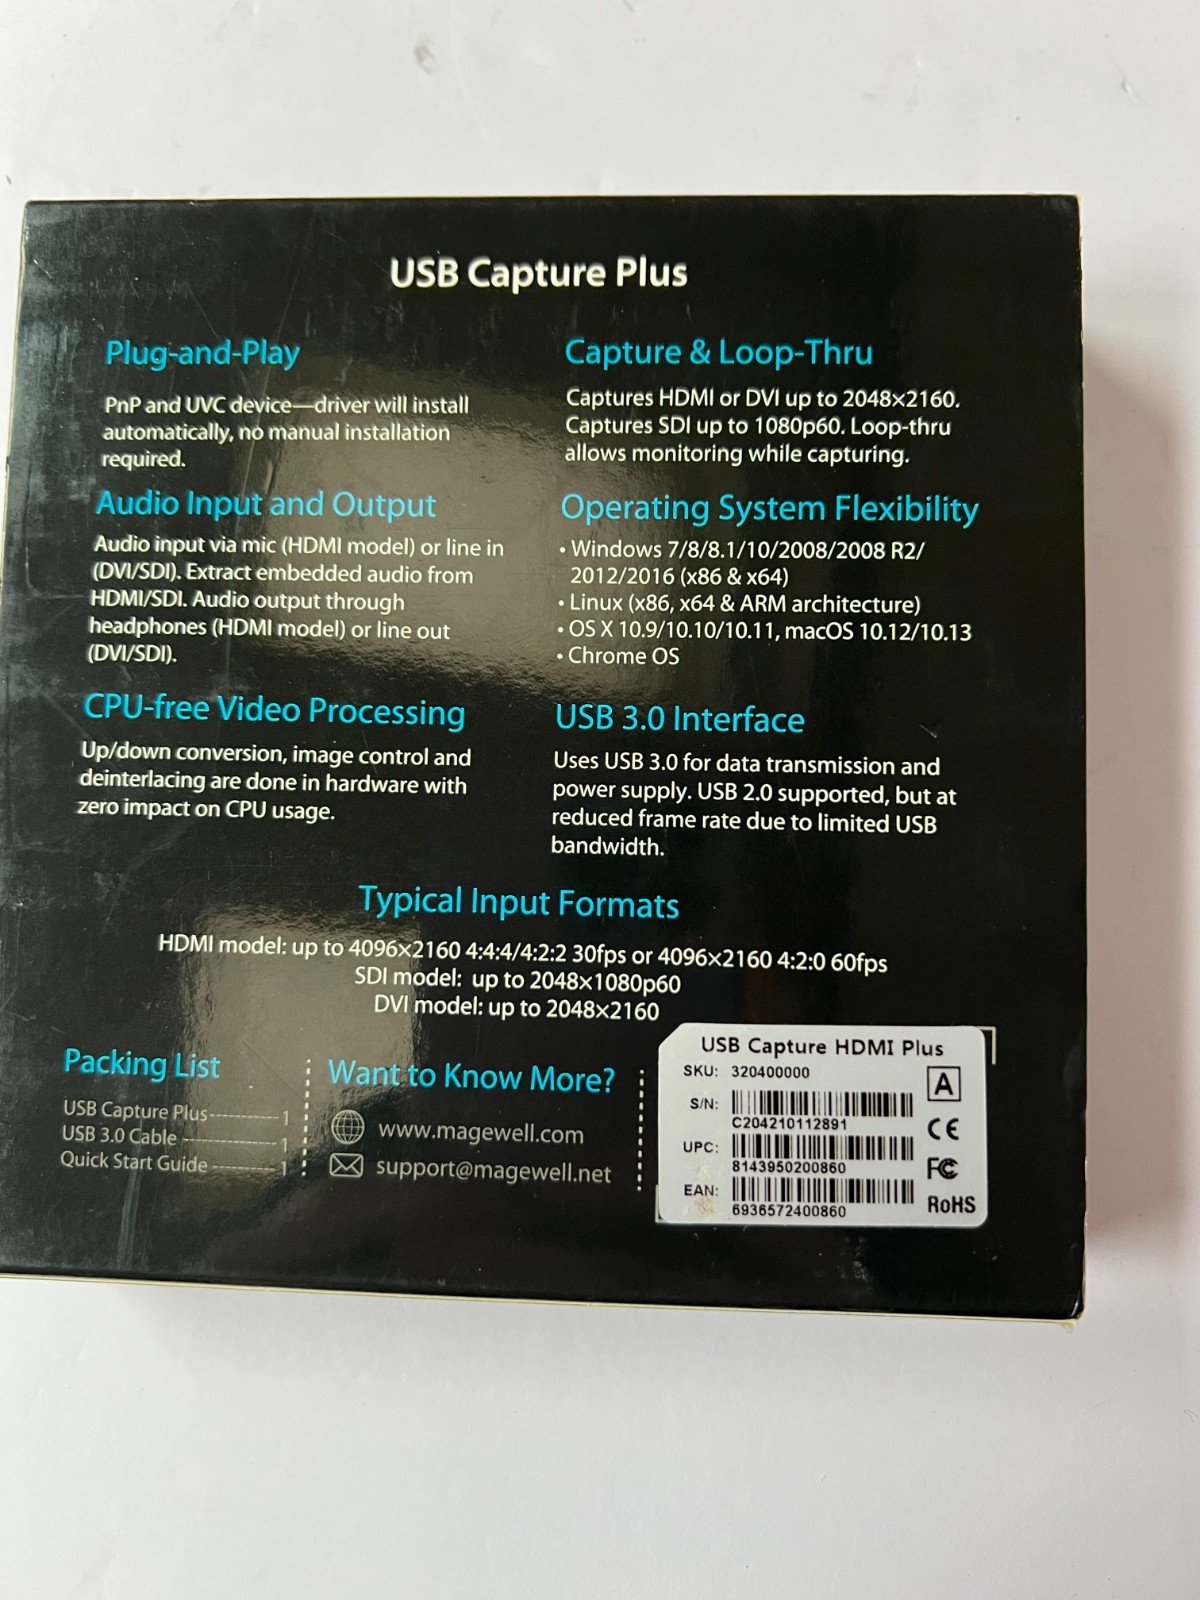 USB Capture Plus
Plug-and-Play
PnP and UVC device—driver will install
automatically, no manual installation
required.
Capture & Loop-Thru
Captures HDMI or DVI up to 2048×2160.
Captures SDI up to 1080p60. Loop-thru
allows monitoring while capturing.
Audio Input and Output
Audio input via mic (HDMI model) or line in
(DVI/SDI). Extract embedded audio from
HDMI/SDI. Audio output through
headphones (HDMI model) or line out
(DVI/SDI).
Operating System Flexibility
• Windows 7/8/8.1/10/2008/2008 R2/
2012/2016 (x86 & x64)
• Linux (x86, x64 & ARM architecture)
• OS X 10.9/10.10/10.11, macOS 10.12/10.13
• Chrome OS
CPU-free Video Processing
Up/down conversion, image control and
deinterlacing are done in hardware with
zero impact on CPU usage.
USB 3.0 Interface
Uses USB 3.0 for data transmission and
power supply. USB 2.0 supported, but at
reduced frame rate due to limited USB
bandwidth.
Typical Input Formats
HDMI model: up to 4096×2160 4:4:4/4:2:2 30fps or 4096×2160 4:2:0 60fps
SDI model: up to 2048×1080p60
DVI model: up to 2048×2160
Packing List
USB Capture Plus----------1
USB 3.0 Cable-------------1
Quick Start Guide---------1
Want to Know More?
www.magewell.com
support@magewell.net
USB Capture HDMI Plus
SKU: 320400000
A
S/N:
C204210112891
CE
UPC:
8143950200860
FC
EAN:
6936572400860
RoHS